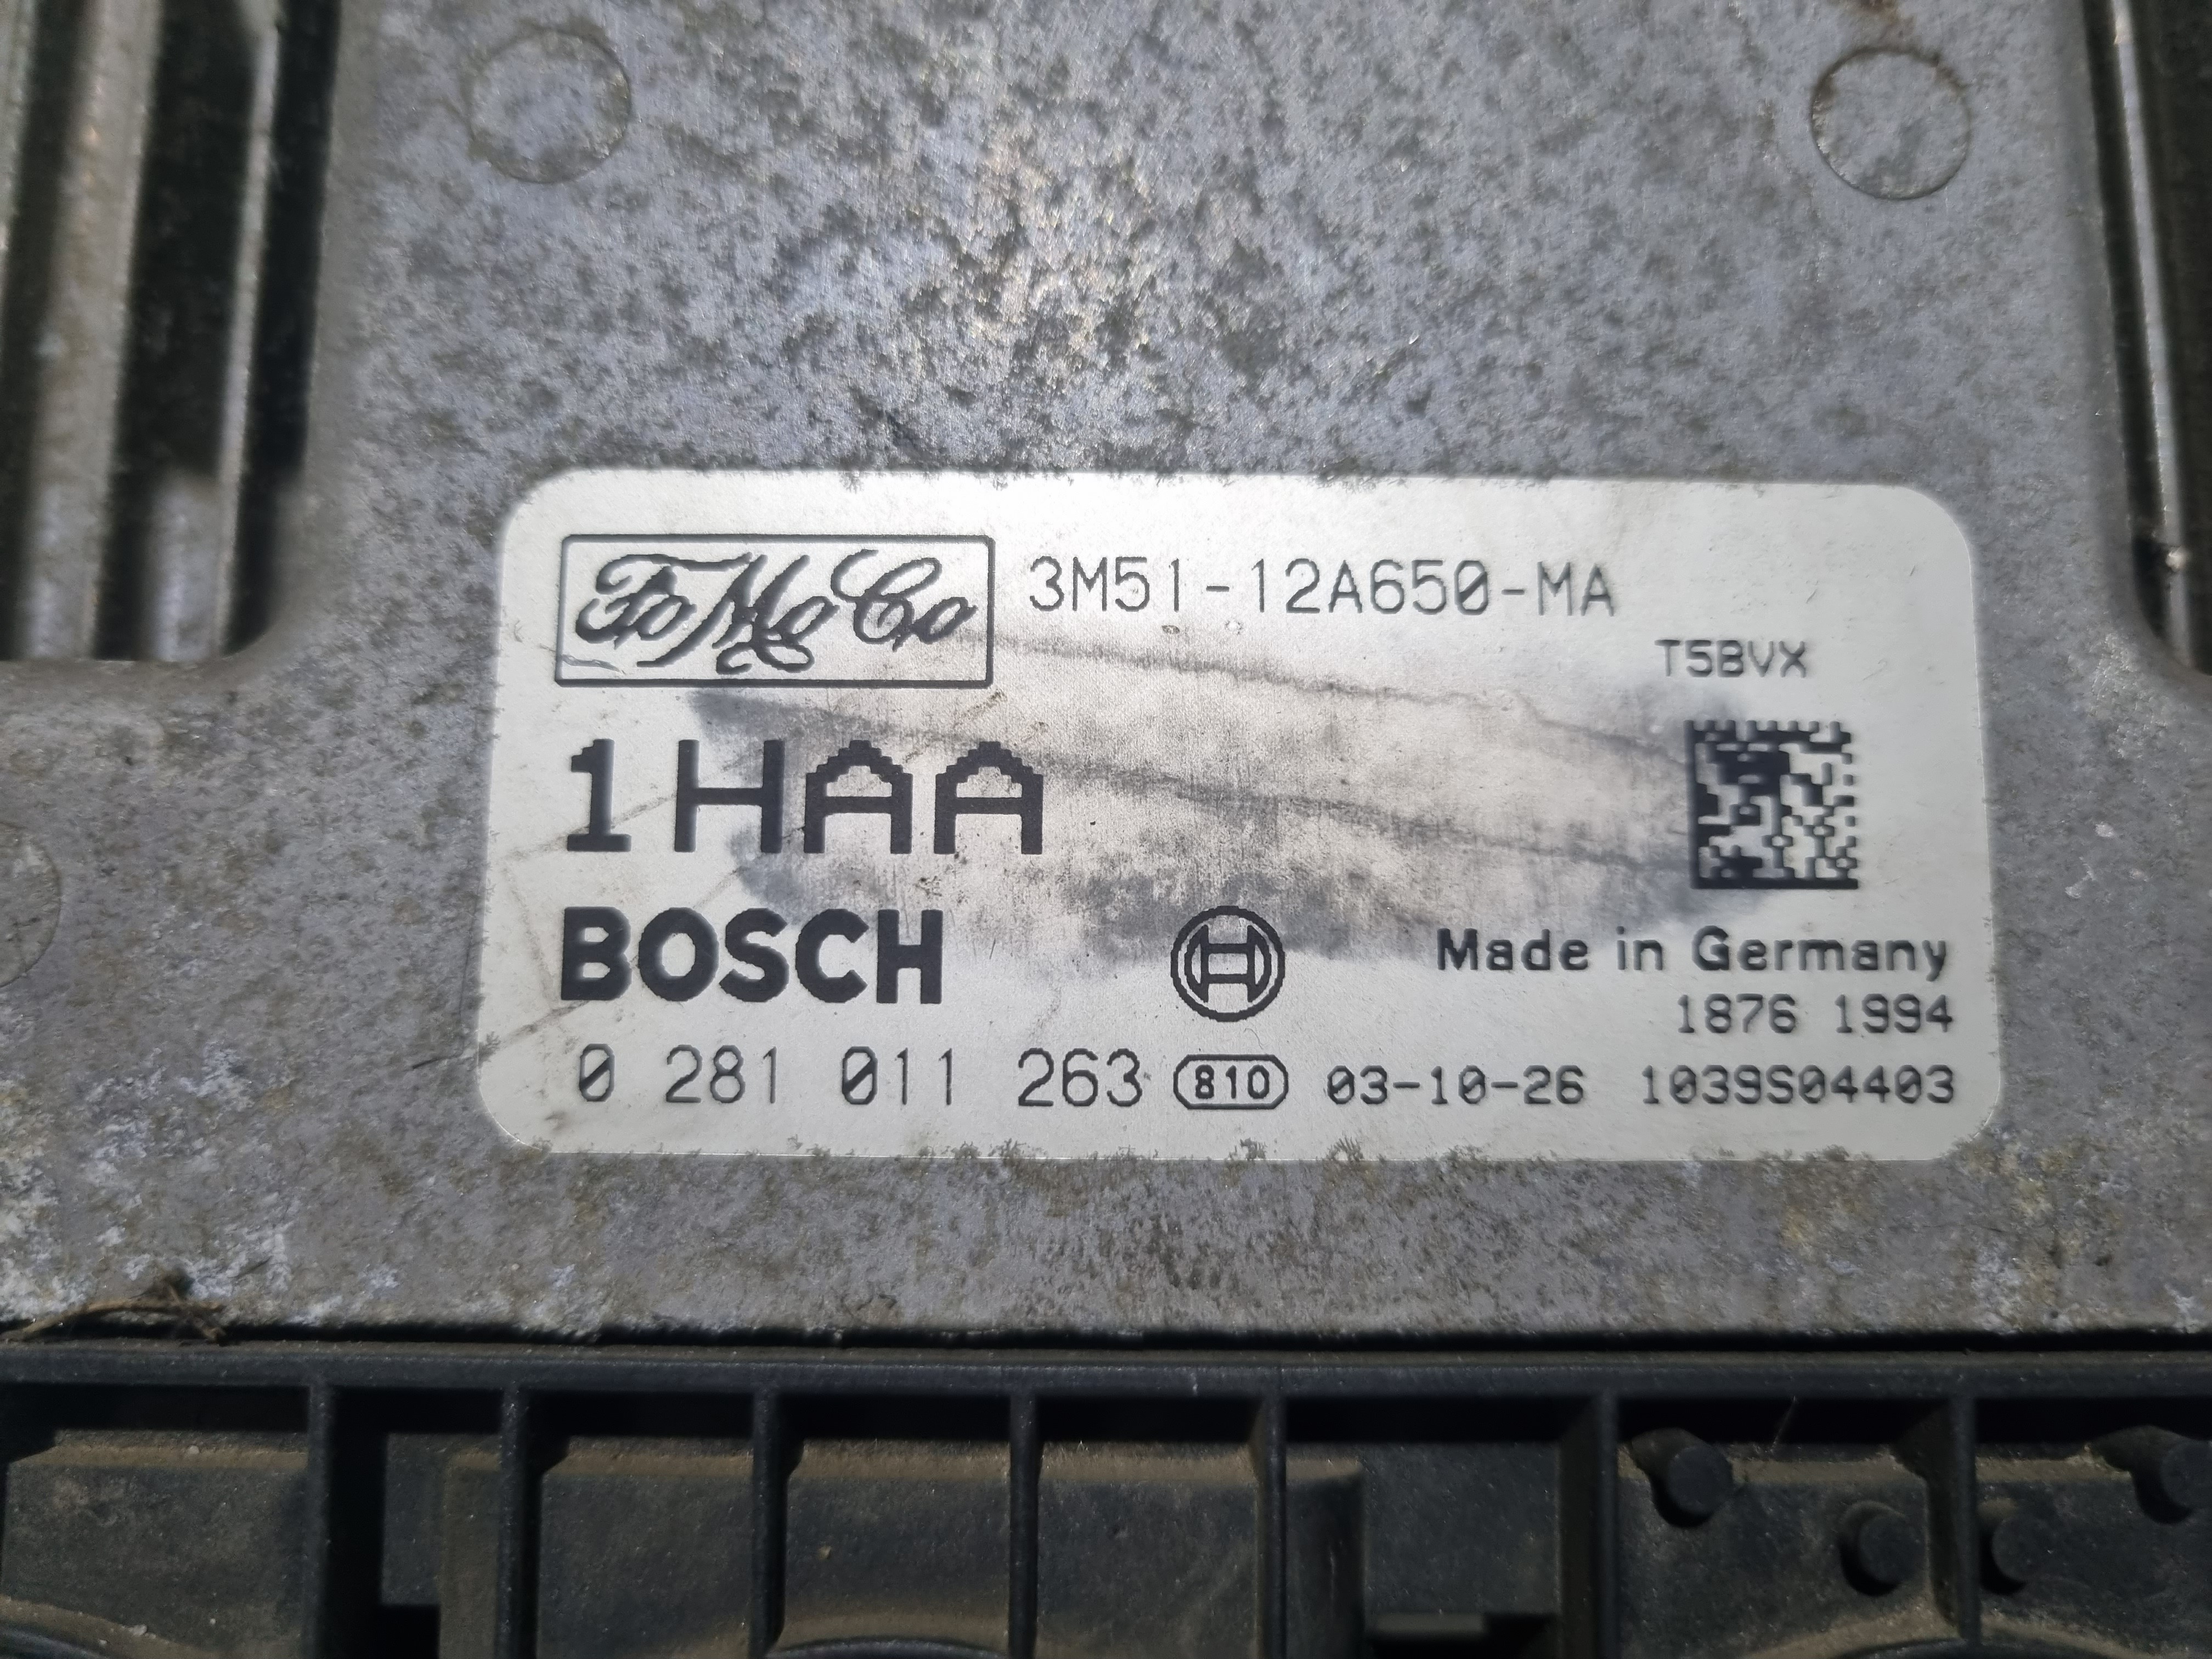 FoMoCo 3M51-12A650-MA
T5BVX
1HAA
BOSCH
Made in Germany
1876 1994
0 281 011 263 810 03-10-26 1039S04403